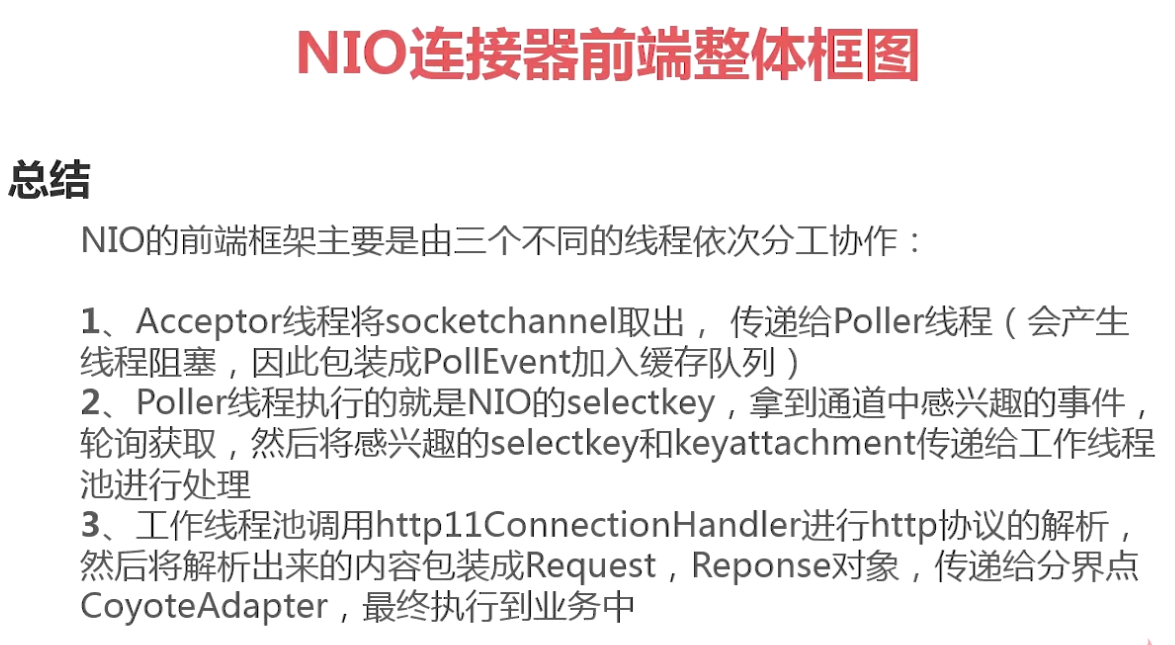 NIO连接器前端整体框图
总结
NIO的前端框架主要是由三个不同的线程依次分工协作：
1、Acceptor线程将socketchannel取出， 传递给Poller线程（会产生
线程阻塞，因此包装成PollEvent加入缓存队列）
2、Poller线程执行的就是NIO的selectkey，拿到通道中感兴趣的事件，
轮询获取，然后将感兴趣的selectkey和keyattachment传递给工作线程
池进行处理
3、工作线程池调用http11ConnectionHandler进行http协议的解析，
然后将解析出来的内容包装成Request，Reponse对象，传递给分界点
CoyoteAdapter，最终执行到业务中